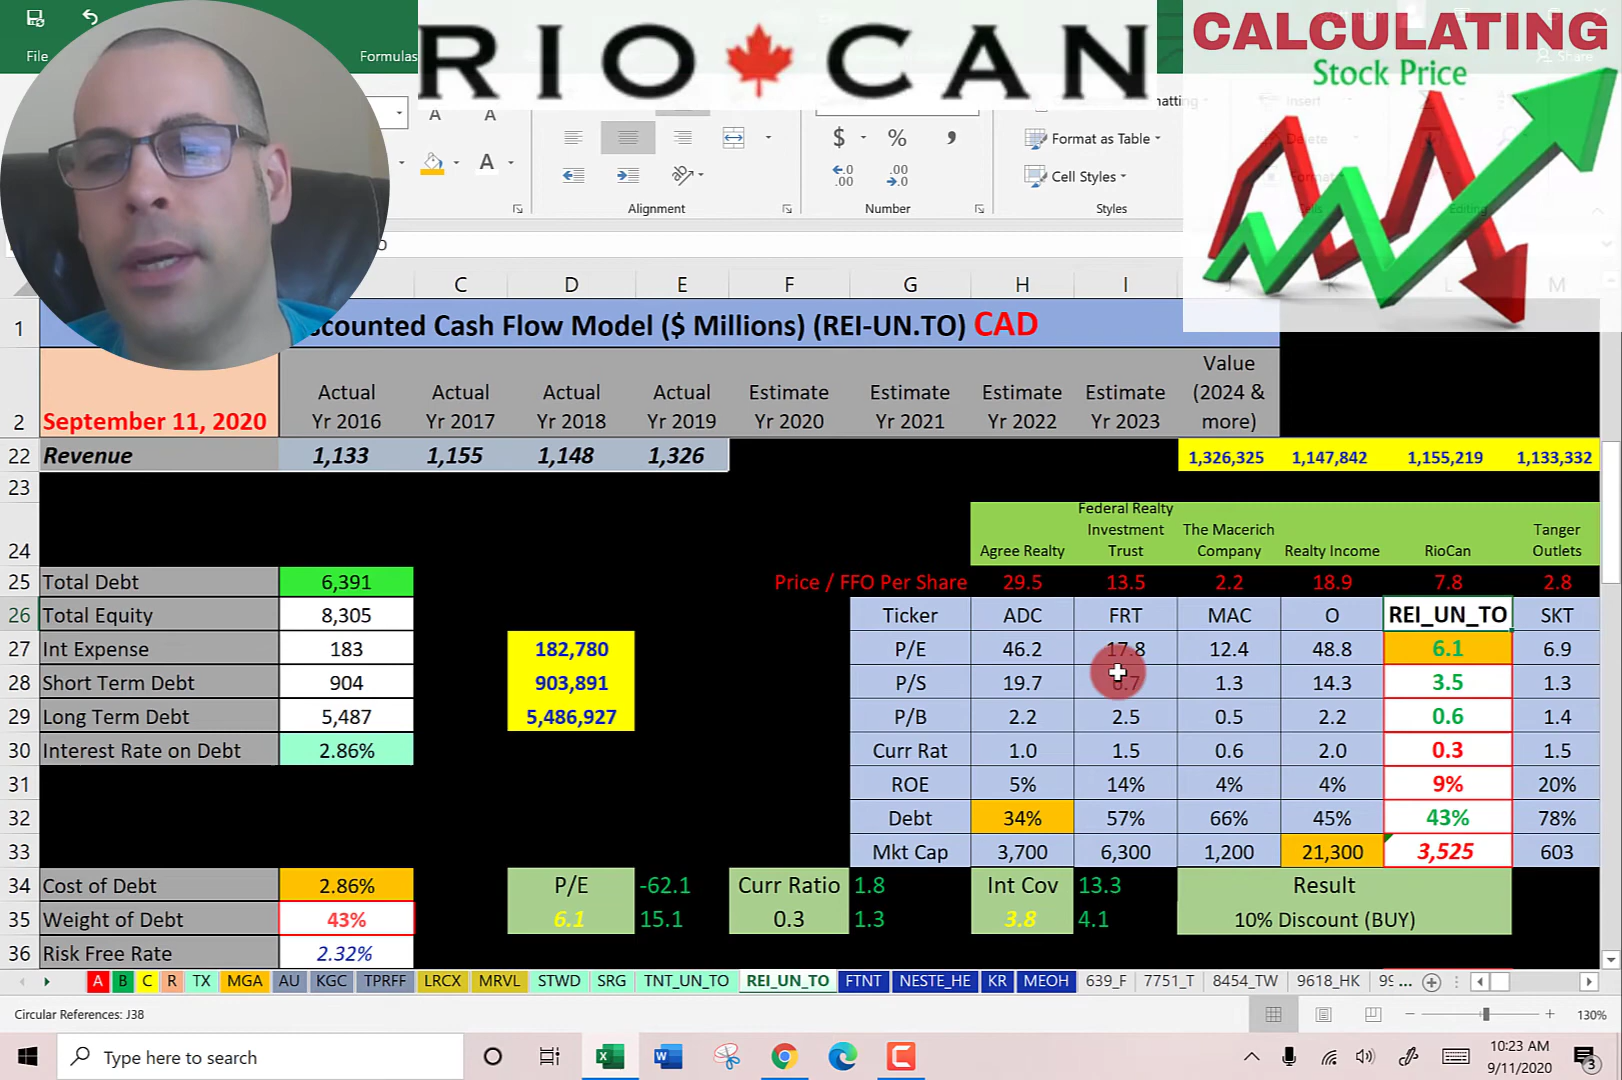 RIO CAN
CALCULATING
Stock Price
File
Formulas
Share
Insert
Format as Table
Delete
Cell Styles
Format
Alignment
Number
Styles
Cells
Editing
C D E F G H I J K L M
1 scounted Cash Flow Model ($ Millions) (REI-UN.TO) CAD
2 September 11, 2020 Actual Yr 2016 Actual Yr 2017 Actual Yr 2018 Actual Yr 2019 Estimate Yr 2020 Estimate Yr 2021 Estimate Yr 2022 Estimate Yr 2023 Value (2024 & more)
22 Revenue 1,133 1,155 1,148 1,326 1,326,325 1,147,842 1,155,219 1,133,332
23
24 Agree Realty Federal Realty Investment Trust The Macerich Company Realty Income RioCan Tanger Outlets
25 Total Debt 6,391 Price / FFO Per Share 29.5 13.5 2.2 18.9 7.8 2.8
26 Total Equity 8,305 Ticker ADC FRT MAC O REI_UN_TO SKT
27 Int Expense 183 182,780 P/E 46.2 17.8 12.4 48.8 6.1 6.9
28 Short Term Debt 904 903,891 P/S 19.7 .7 1.3 14.3 3.5 1.3
29 Long Term Debt 5,487 5,486,927 P/B 2.2 2.5 0.5 2.2 0.6 1.4
30 Interest Rate on Debt 2.86% Curr Rat 1.0 1.5 0.6 2.0 0.3 1.5
31 ROE 5% 14% 4% 4% 9% 20%
32 Debt 34% 57% 66% 45% 43% 78%
33 Mkt Cap 3,700 6,300 1,200 21,300 3,525 603
34 Cost of Debt 2.86% P/E -62.1 Curr Ratio 1.8 Int Cov 13.3 Result
35 Weight of Debt 43% 6.1 15.1 0.3 1.3 3.8 4.1 10% Discount (BUY)
36 Risk Free Rate 2.32%
A B C R TX MGA AU KGC TPRFF LRCX MRVL STWD SRG TNT_UN_TO REI_UN_TO FTNT NESTE_HE KR MEOH 639_F 7751_T 8454_TW 9618_HK 99 ...
Circular References: J38
130%
Type here to search
10:23 AM
9/11/2020
3